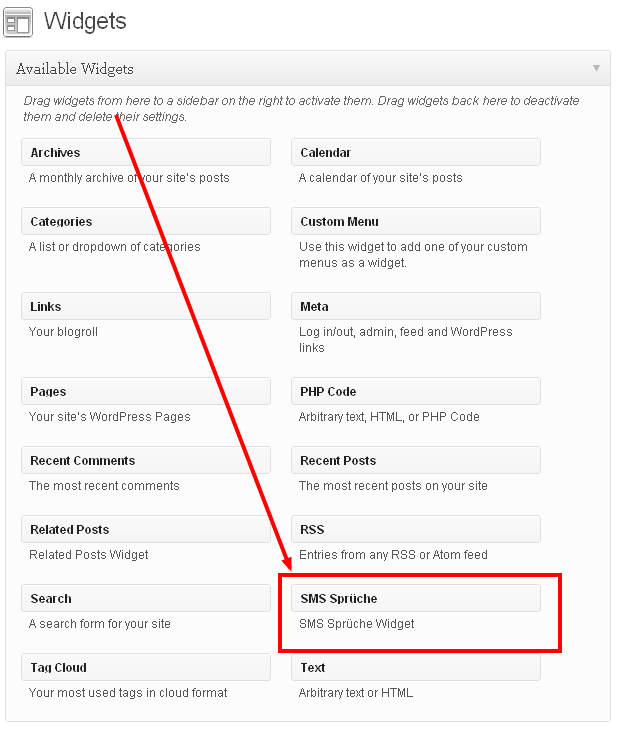 Widgets
Available Widgets
Drag widgets from here to a sidebar on the right to activate them. Drag widgets back here to deactivate
them and delete their settings.
Archives
A monthly archive of your site's posts
Calendar
A calendar of your site's posts
Categories
A list or dropdown of categories
Custom Menu
Use this widget to add one of your custom
menus as a widget.
Links
Your blogroll
Meta
Log in/out, admin, feed and WordPress
links
Pages
Your site's WordPress Pages
PHP Code
Arbitrary text, HTML, or PHP Code
Recent Comments
The most recent comments
Recent Posts
The most recent posts on your site
Related Posts
Related Posts Widget
RSS
Entries from any RSS or Atom feed
Search
A search form for your site
SMS Sprüche
SMS Sprüche Widget
Tag Cloud
Your most used tags in cloud format
Text
Arbitrary text or HTML